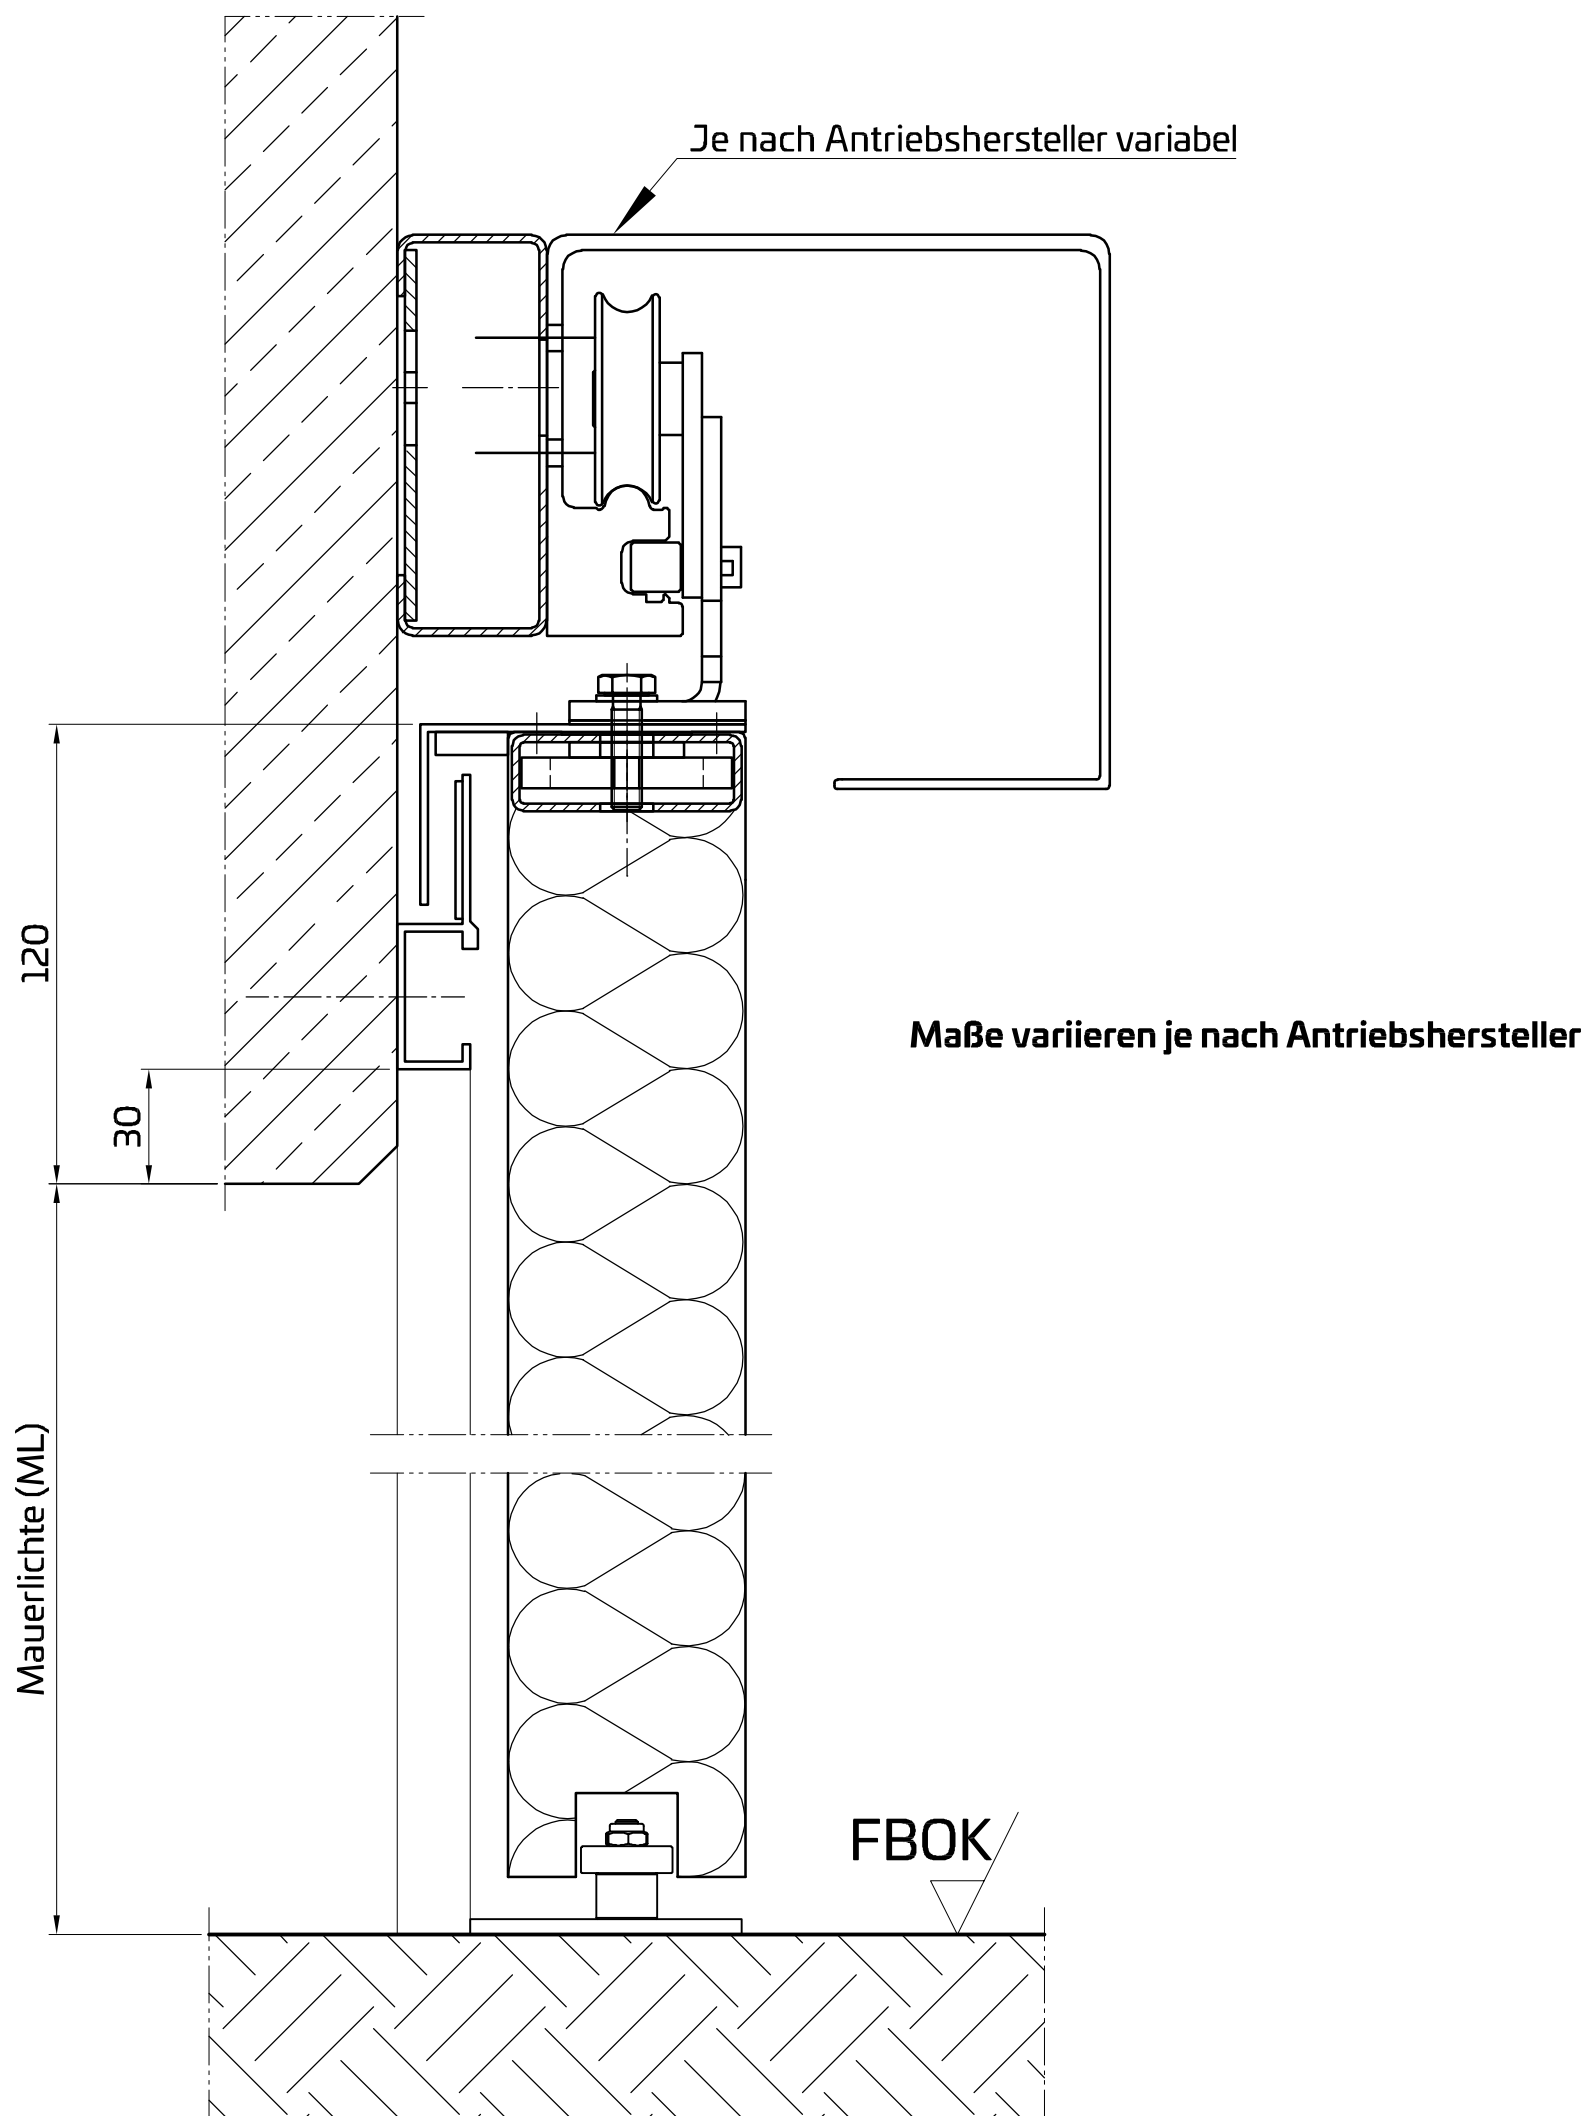 Je nach Antriebshersteller variabel
120
Maße variieren je nach Antriebshersteller
30
Mauerlichte (ML)
FBOK